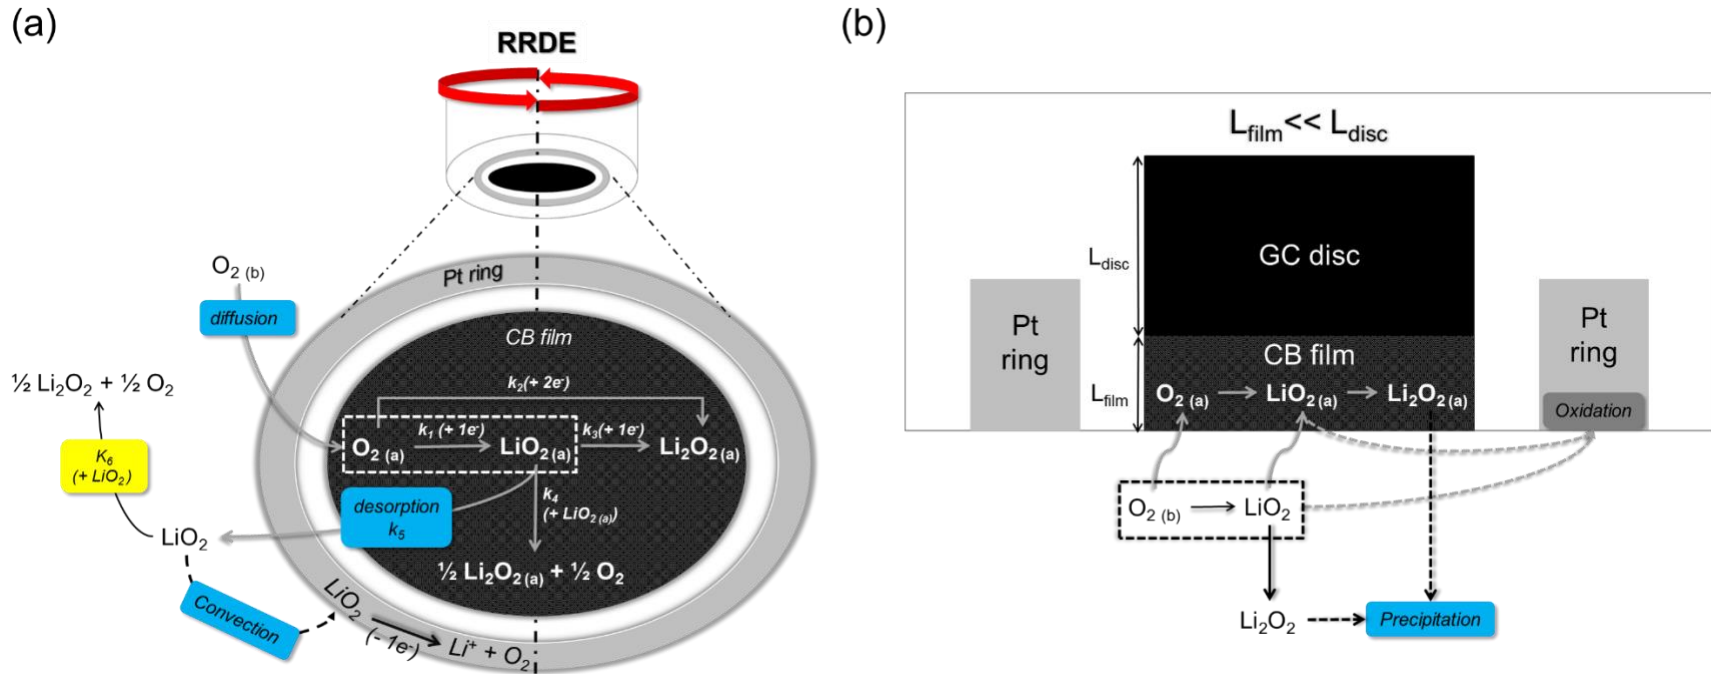 (a)
RRDE
O2 (b)
diffusion
Pt ring
CB film
k2(+ 2e-)
½ Li2O2 + ½ O2
K6
(+ LiO2)
O2 (a)
k1 (+ 1e-)
LiO2(a)
k3(+ 1e-)
Li2O2(a)
desorption
k5
k4
(+ LiO2(a))
LiO2
½ Li2O2(a) + ½ O2
Convection
LiO2
(- 1e-)
Li+ + O2
(b)
Lfilm<< Ldisc
Ldisc
GC disc
Pt
ring
Pt
ring
CB film
Lfilm
O2 (a)
LiO2(a)
Li2O2(a)
Oxidation
O2 (b)
LiO2
Li2O2
Precipitation